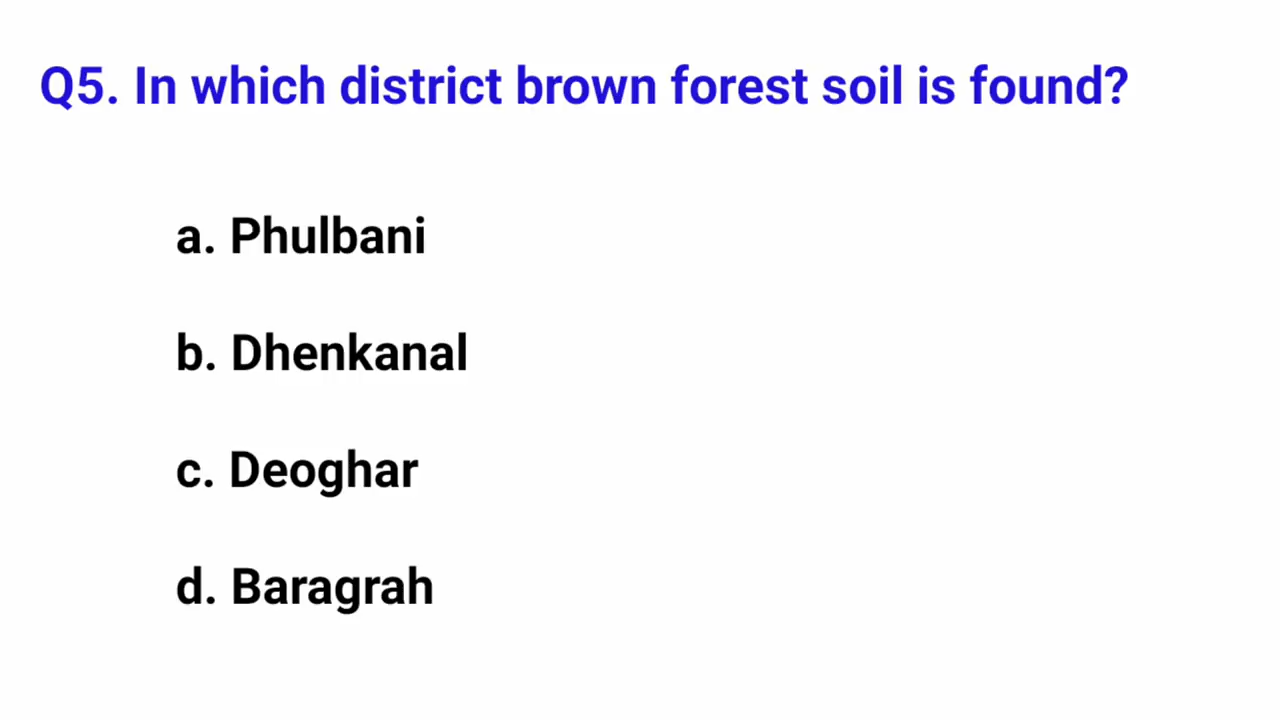 Q5. In which district brown forest soil is found?
a. Phulbani
b. Dhenkanal
c. Deoghar
d. Baragrah